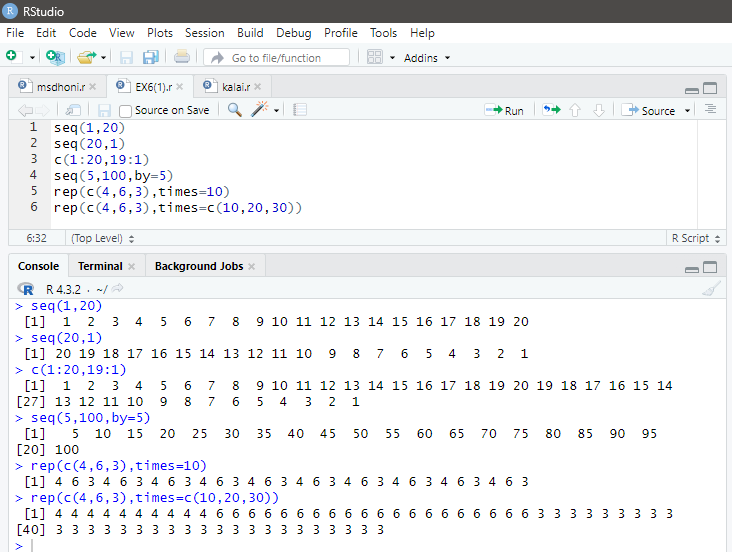 RStudio
File Edit Code View Plots Session Build Debug Profile Tools Help
Go to file/function Addins
msdhoni.r EX6(1).r kalai.r
Source on Save Run Source
1 seq(1,20)
2 seq(20,1)
3 c(1:20,19:1)
4 seq(5,100,by=5)
5 rep(c(4,6,3),times=10)
6 rep(c(4,6,3),times=c(10,20,30))
6:32 (Top Level) R Script
Console Terminal Background Jobs
R 4.3.2 · ~/
> seq(1,20)
[1] 1 2 3 4 5 6 7 8 9 10 11 12 13 14 15 16 17 18 19 20
> seq(20,1)
[1] 20 19 18 17 16 15 14 13 12 11 10 9 8 7 6 5 4 3 2 1
> c(1:20,19:1)
[1] 1 2 3 4 5 6 7 8 9 10 11 12 13 14 15 16 17 18 19 20 19 18 17 16 15 14
[27] 13 12 11 10 9 8 7 6 5 4 3 2 1
> seq(5,100,by=5)
[1] 5 10 15 20 25 30 35 40 45 50 55 60 65 70 75 80 85 90 95
[20] 100
> rep(c(4,6,3),times=10)
[1] 4 6 3 4 6 3 4 6 3 4 6 3 4 6 3 4 6 3 4 6 3 4 6 3 4 6 3 4 6 3
> rep(c(4,6,3),times=c(10,20,30))
[1] 4 4 4 4 4 4 4 4 4 4 6 6 6 6 6 6 6 6 6 6 6 6 6 6 6 6 6 6 6 6 3 3 3 3 3 3 3 3 3
[40] 3 3 3 3 3 3 3 3 3 3 3 3 3 3 3 3 3 3 3 3 3
>